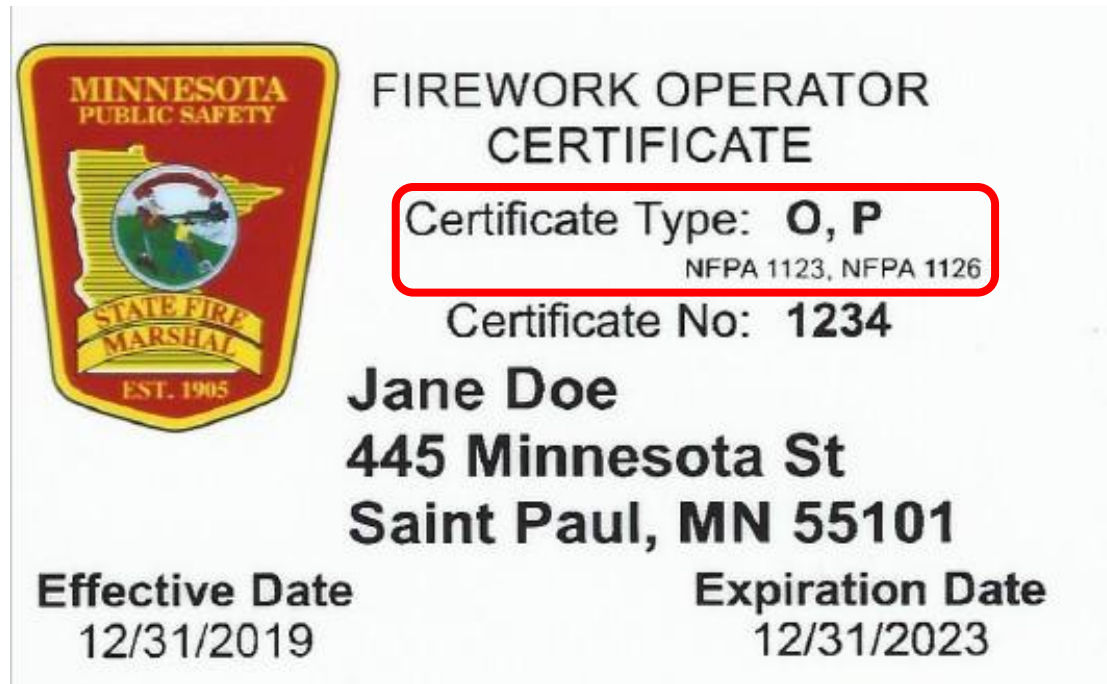 MINNESOTA
PUBLIC SAFETY
STATE FIRE
MARSHAL
EST. 1905
FIREWORK OPERATOR
CERTIFICATE
Certificate Type: O, P
NFPA 1123, NFPA 1126
Certificate No: 1234
Jane Doe
445 Minnesota St
Saint Paul, MN 55101
Effective Date
12/31/2019
Expiration Date
12/31/2023